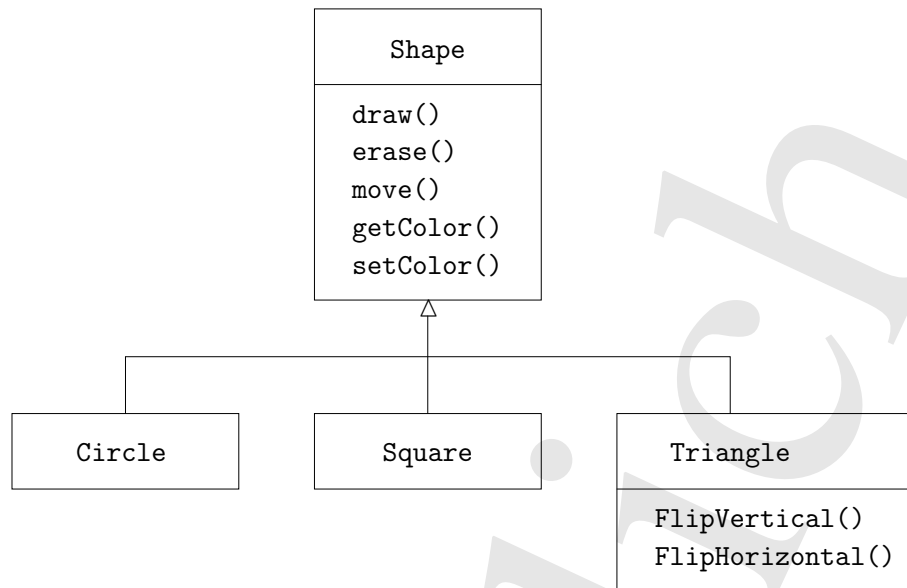 Shape
draw()
erase()
move()
getColor()
setColor()
Circle
Square
Triangle
FlipVertical()
FlipHorizontal()